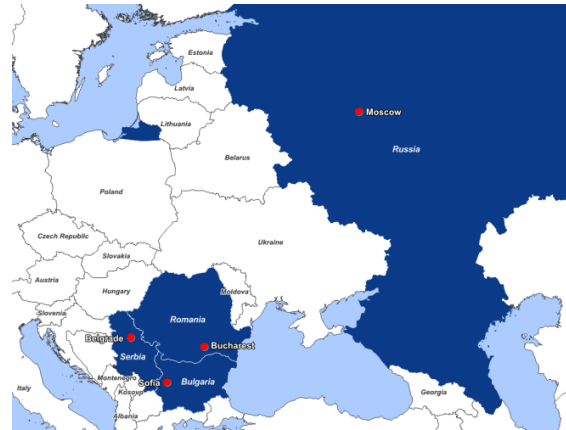 Estonia
Latvia
Lithuania
Moscow
Russia
Belarus
Poland
Czech Republic
Ukraine
Slovakia
Austria
Hungary
Moldova
Slovenia
Romania
Belgrade
Bucharest
Serbia
Italy
Montenegro
Sofia
Bulgaria
Kosovo
Georgia
Albania